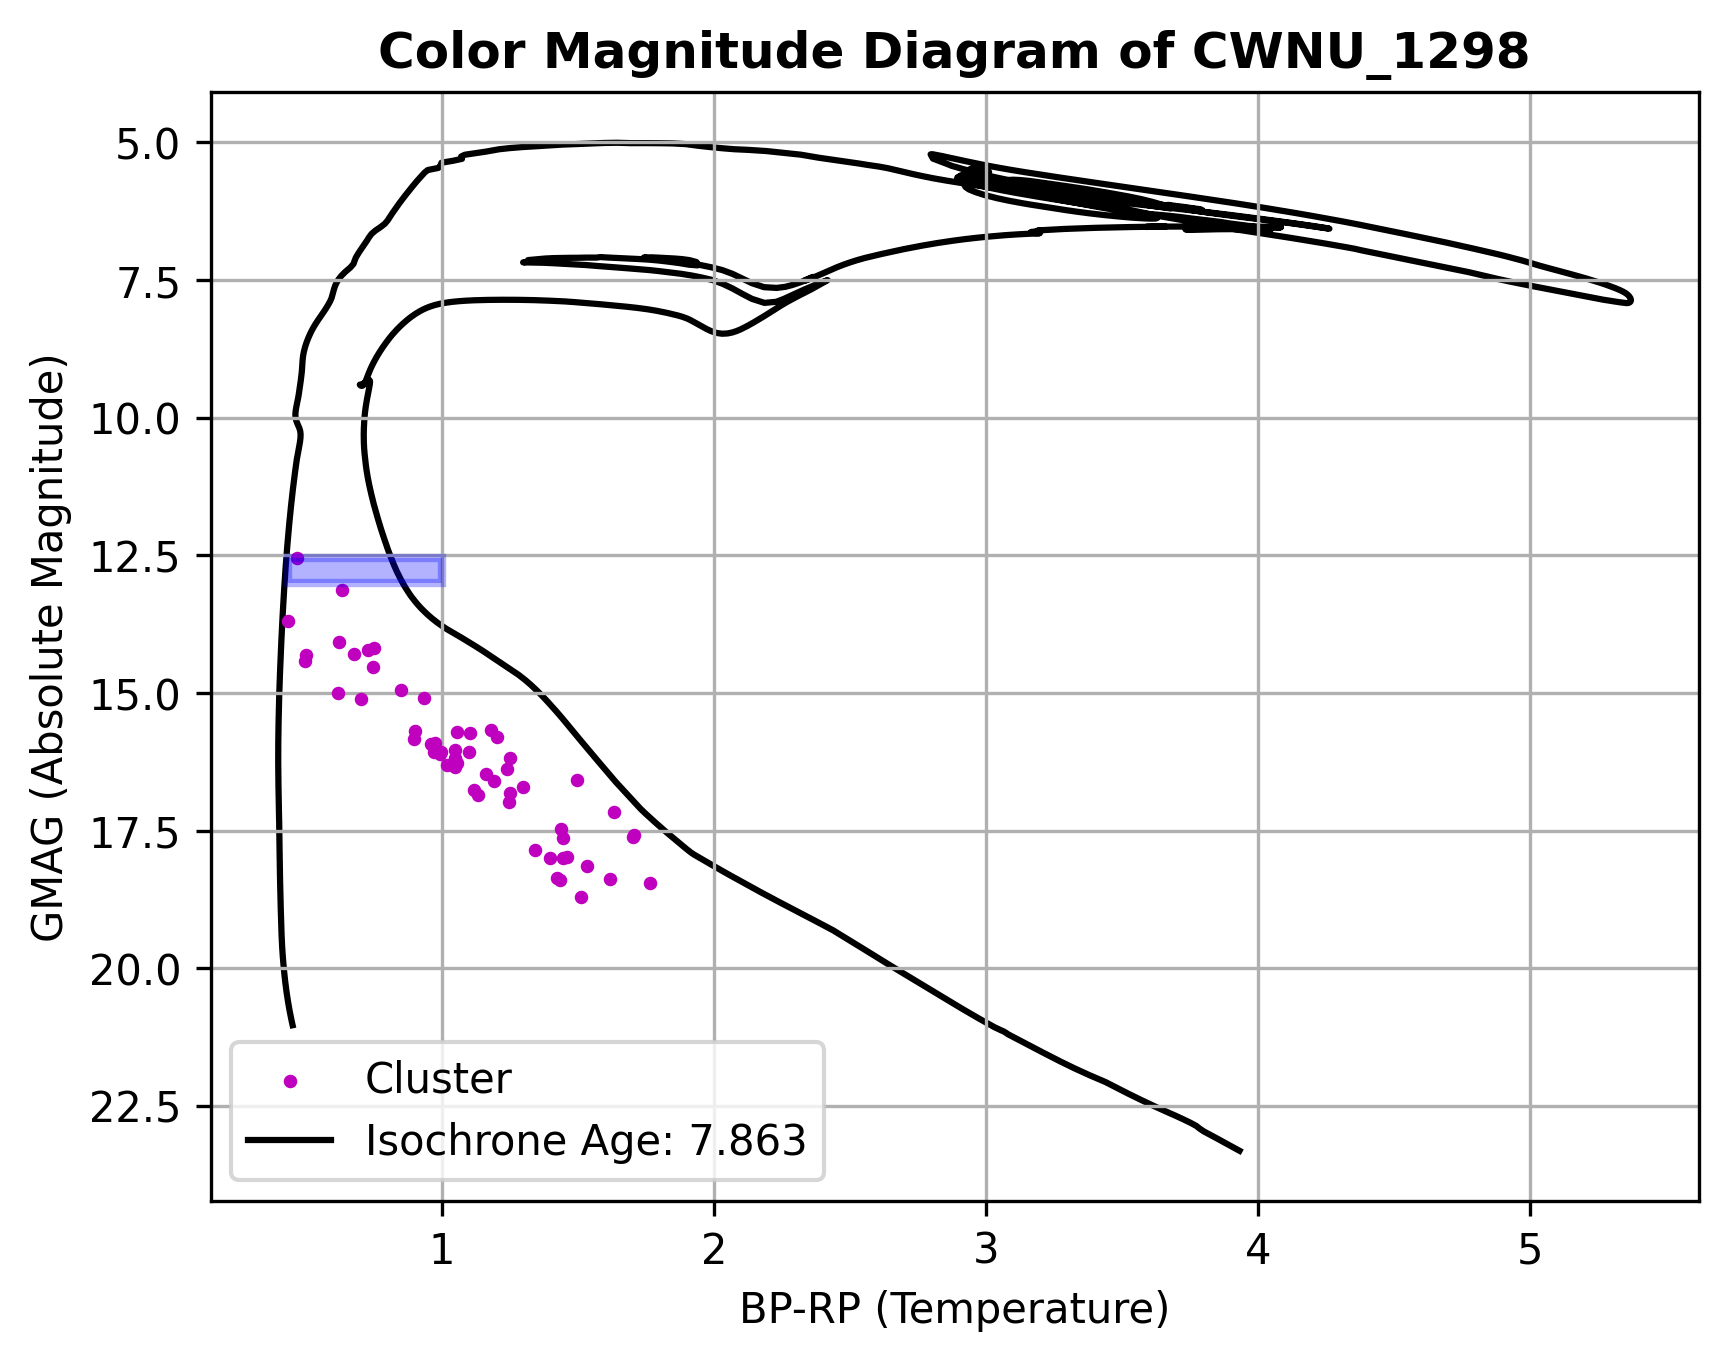 Color Magnitude Diagram of CWNU_1298
GMAG (Absolute Magnitude)
5.0
7.5
10.0
12.5
15.0
17.5
20.0
22.5
Cluster
Isochrone Age: 7.863
1 2 3 4 5
BP-RP (Temperature)